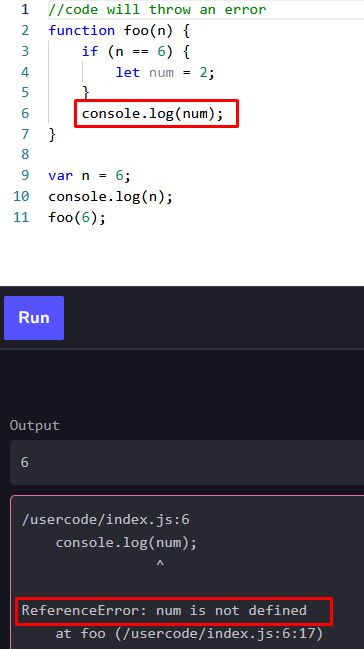 1 //code will throw an error
2 function foo(n) {
3 if (n == 6) {
4 let num = 2;
5 }
6 console.log(num);
7 }
8
9 var n = 6;
10 console.log(n);
11 foo(6);
Run
Output
6
/usercode/index.js:6
console.log(num);
^
ReferenceError: num is not defined
at foo (/usercode/index.js:6:17)